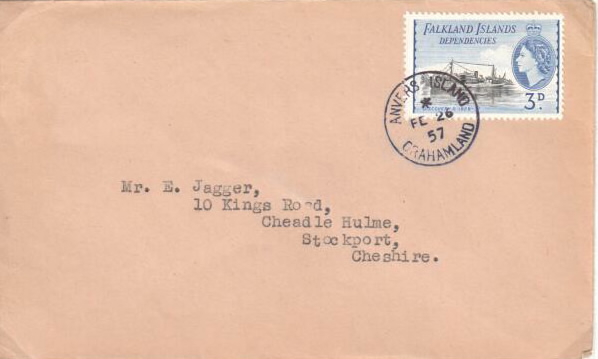 FALKLAND ISLANDS
DEPENDENCIES
3D.
ANVERS ISLAND
*
FE 26
57
GRAHAMLAND
Mr. E. Jagger,
10 Kings Road,
Cheadle Hulme,
Stockport,
Cheshire.